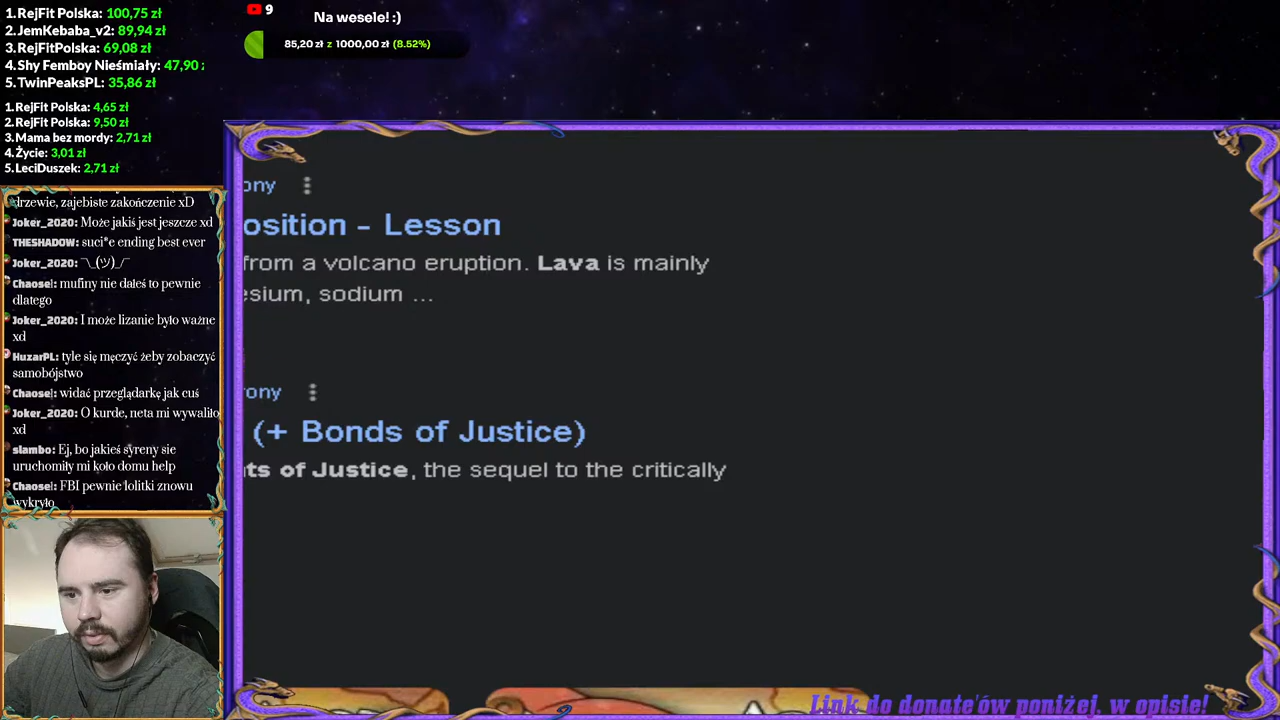 1.RejFit Polska: 100,75 zł
2.JemKebaba_v2: 89,94 zł
3.RejFitPolska: 69,08 zł
4.Shy Femboy Nieśmiały: 47,90
5.TwinPeaksPL: 35,86 zł
1.RejFit Polska: 4,65 zł
2.RejFit Polska: 9,50 zł
3.Mama bez mordy: 2,71 zł
4.Życie: 3,01 zł
5.LeciDuszek: 2,71 zł
9
Na wesele! :)
85,20 zł z 1000,00 zł (8.52%)
drzewie, zajebiste zakończenie xD
Joker_2020: Może jakiś jest jeszcze xd
THESHADOW: suci*e ending best ever
Joker_2020: ¯\_(ツ)_/¯
Chaose!: mufiny nie dałeś to pewnie
dlatego
Joker_2020: I może lizanie było ważne
xd
HuzarPL: tyle się męczyć żeby zobaczyć
samobójstwo
Chaose!: widać przeglądarkę jak cuś
Joker_2020: O kurde, neta mi wywaliło
xd
slambo: Ej, bo jakieś syreny sie
uruchomiły mi koło domu help
Chaose!: FBI pewnie lolitki znowu
wykryło
ony
osition - Lesson
from a volcano eruption. Lava is mainly
esium, sodium ...
rony
(+ Bonds of Justice)
ts of Justice, the sequel to the critically
Link do donate'ów poniżej, w opisie!